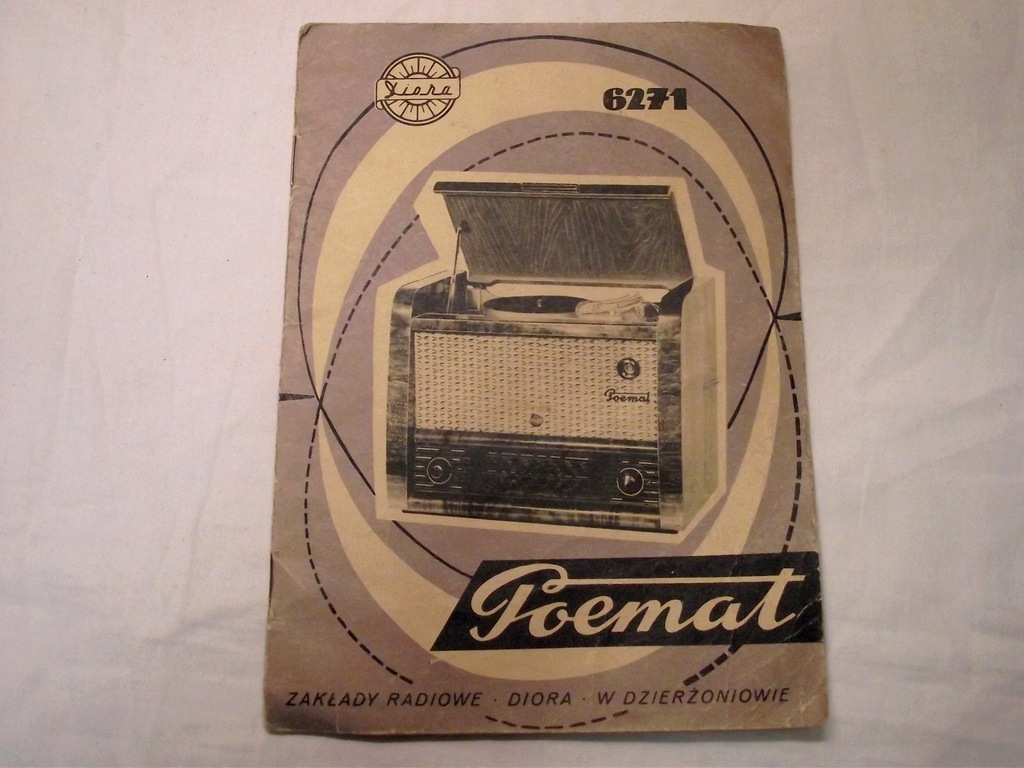 Diora
6271
Poemat
Poemat
ZAKŁADY RADIOWE · DIORA · W DZIERŻONIOWIE